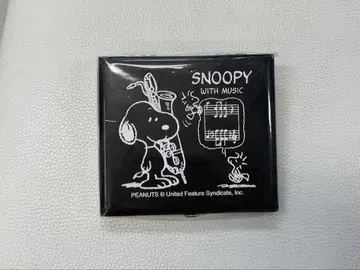 SNOOPY
WITH MUSIC
PEANUTS © United Feature Syndicate, Inc.